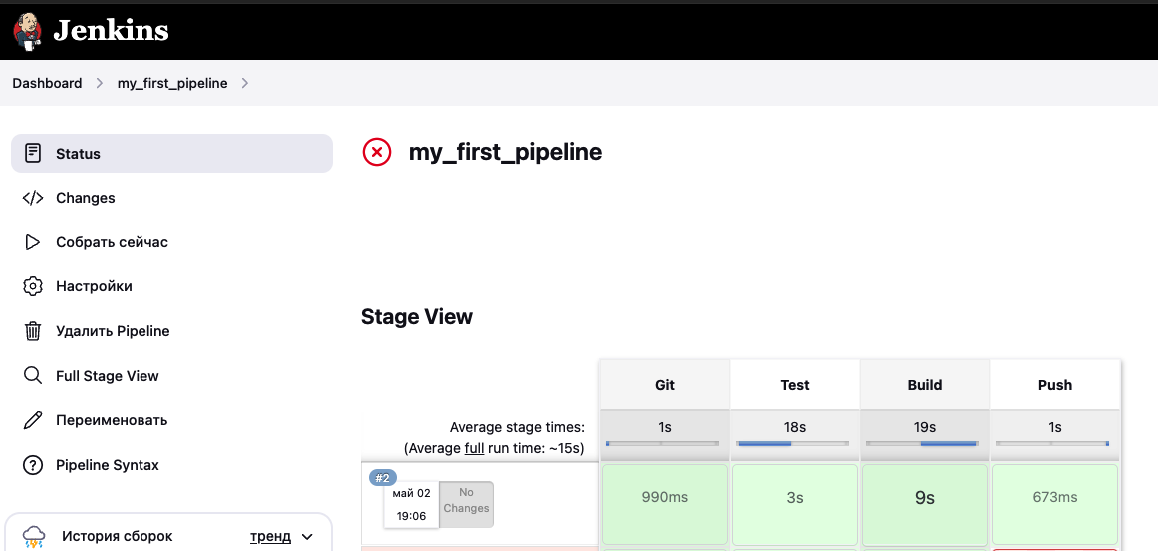 Jenkins
Dashboard
my_first_pipeline
Status
Changes
Собрать сейчас
Настройки
Удалить Pipeline
Full Stage View
Переименовать
Pipeline Syntax
История сборок
тренд
my_first_pipeline
Stage View
Git Test Build Push
Average stage times: 1s 18s 19s 1s
(Average full run time: ~15s)
#2
май 02
19:06
No
Changes
990ms 3s 9s 673ms